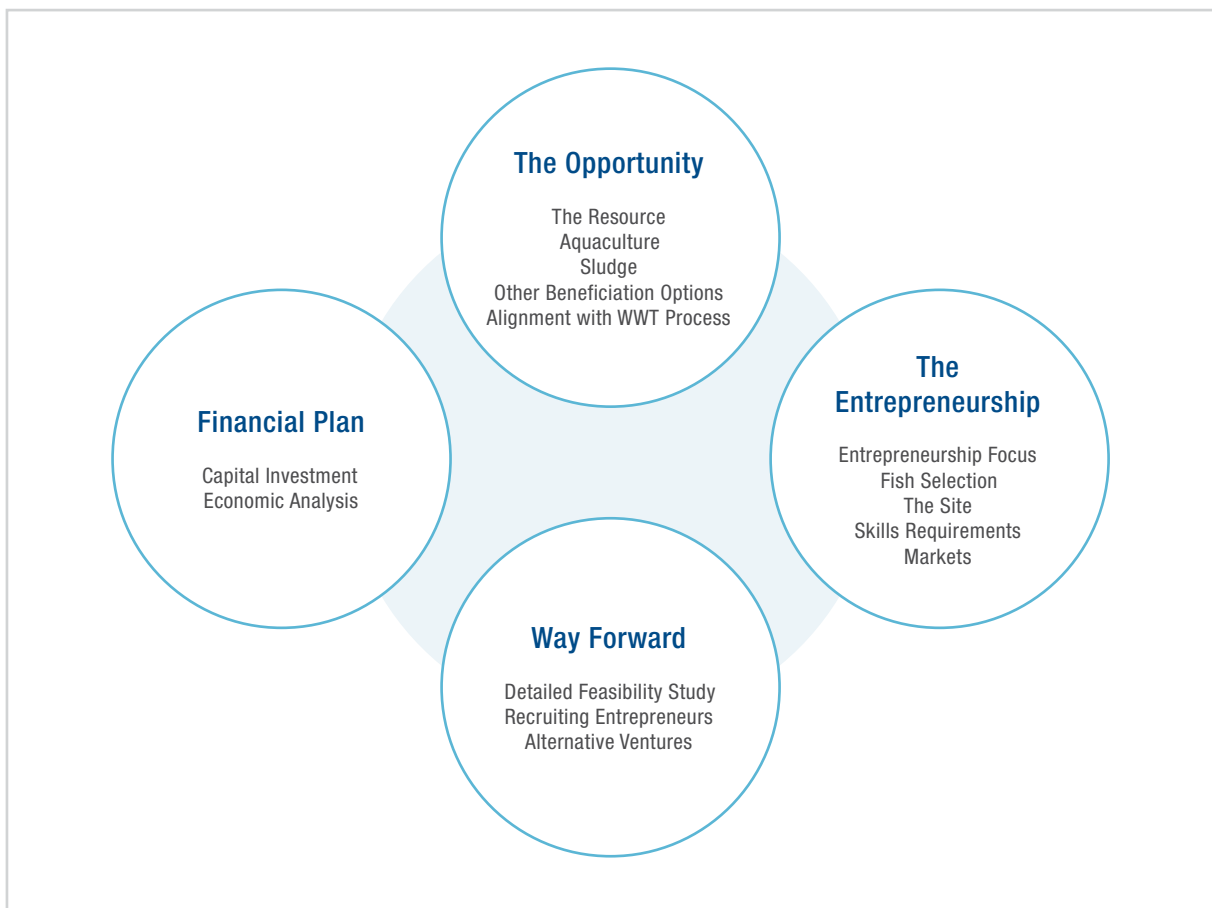 The Opportunity
The Resource
Aquaculture
Sludge
Other Beneficiation Options
Alignment with WWT Process
Financial Plan
Capital Investment
Economic Analysis
The
Entrepreneurship
Entrepreneurship Focus
Fish Selection
The Site
Skills Requirements
Markets
Way Forward
Detailed Feasibility Study
Recruiting Entrepreneurs
Alternative Ventures